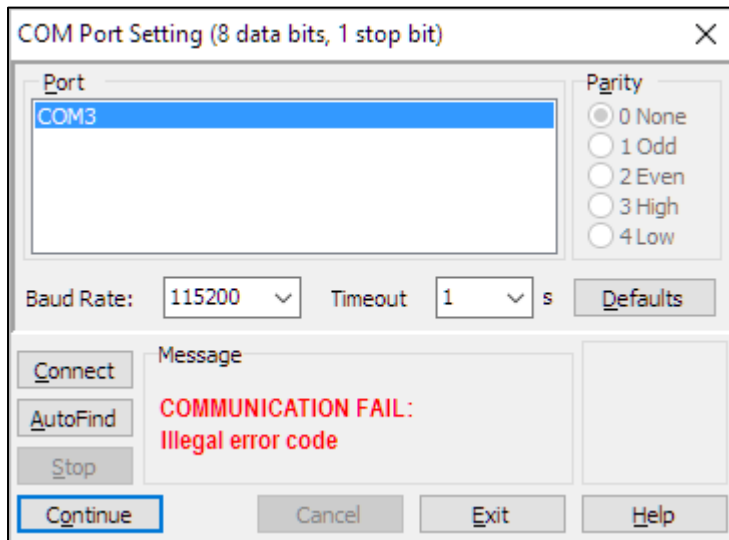 COM Port Setting (8 data bits, 1 stop bit)
Port
COM3
Parity
0 None
1 Odd
2 Even
3 High
4 Low
Baud Rate: 115200 Timeout 1 s Defaults
Connect
AutoFind
Stop
Message
COMMUNICATION FAIL:
Illegal error code
Continue Cancel Exit Help